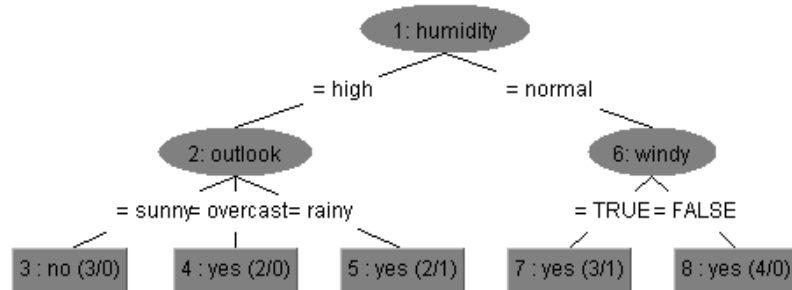 1: humidity
= high = normal
2: outlook 6: windy
= sunny = overcast = rainy = TRUE = FALSE
3 : no (3/0) 4 : yes (2/0) 5 : yes (2/1) 7 : yes (3/1) 8 : yes (4/0)